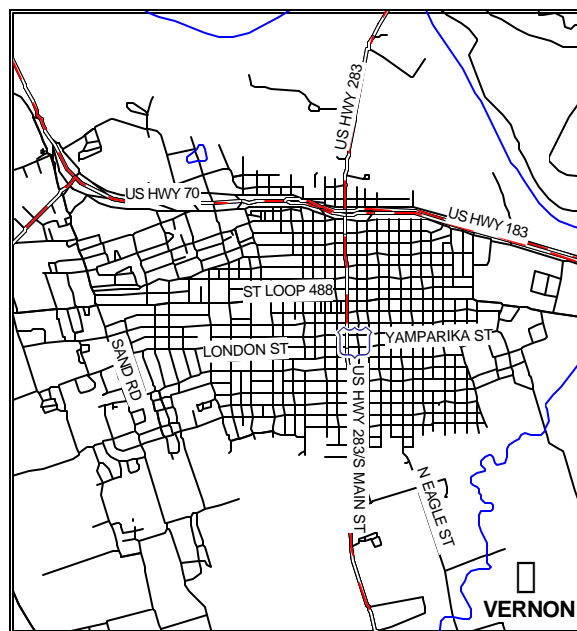 US HWY 283
US HWY 70
US HWY 183
ST LOOP 488
YAMPARIKA ST
LONDON ST
SAND RD
US HWY 283/S MAIN ST
N EAGLE ST
VERNON